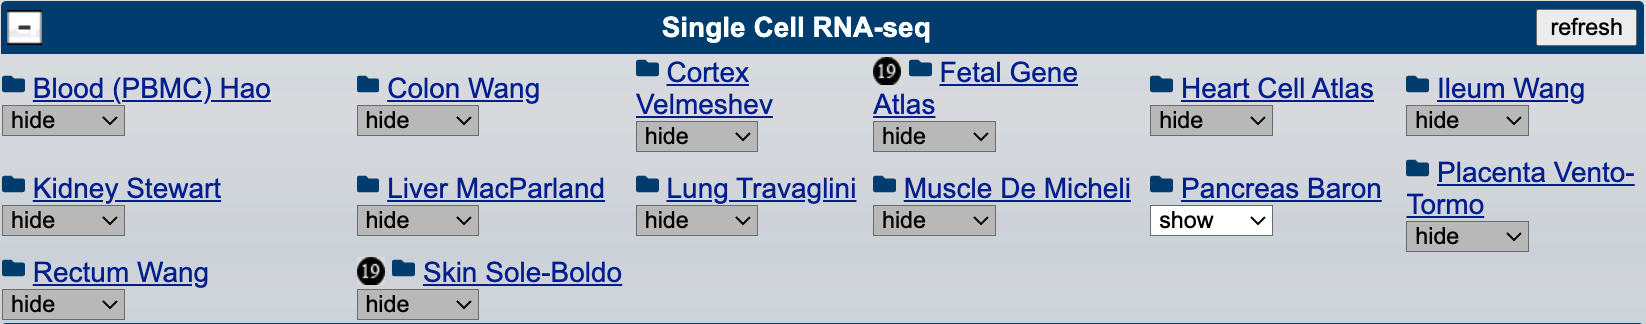 -
Single Cell RNA-seq
refresh
Blood (PBMC) Hao
hide
Colon Wang
hide
Cortex
Velmeshev
hide
19 Fetal Gene
Atlas
hide
Heart Cell Atlas
hide
Ileum Wang
hide
Kidney Stewart
hide
Liver MacParland
hide
Lung Travaglini
hide
Muscle De Micheli
hide
Pancreas Baron
show
Placenta Vento-
Tormo
hide
Rectum Wang
hide
19 Skin Sole-Boldo
hide